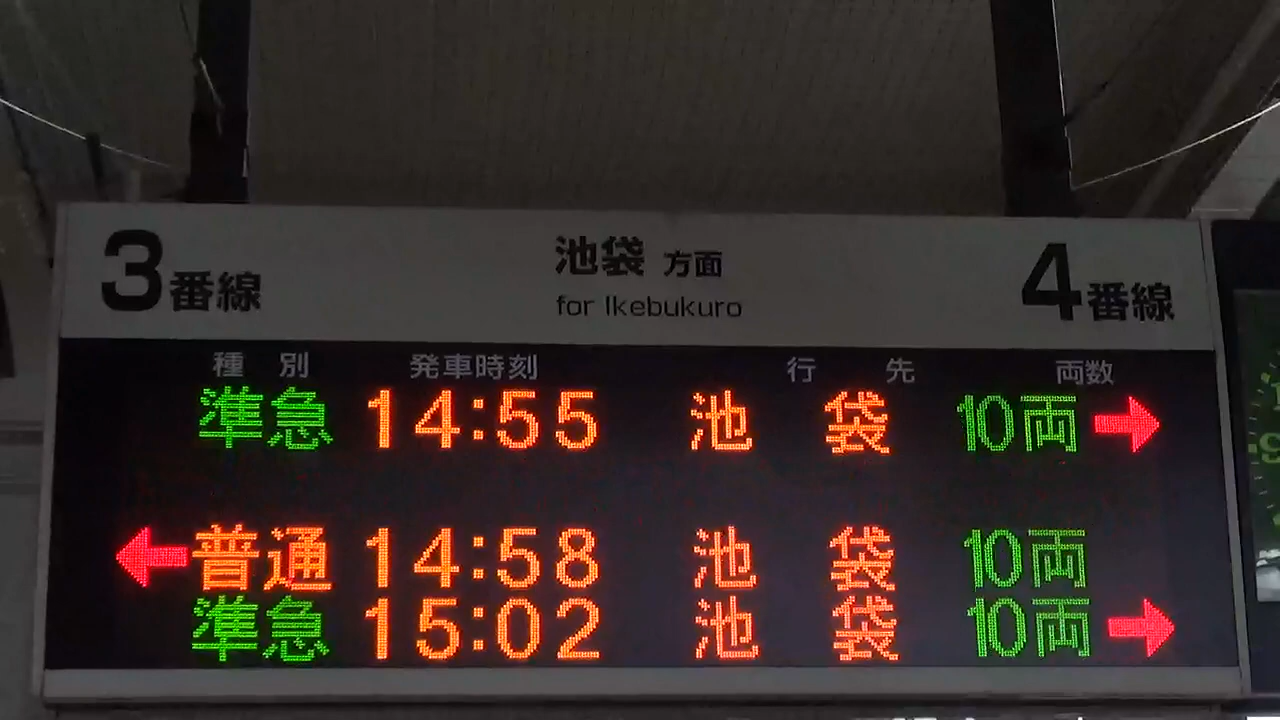 3番線 池袋 方面 4番線
for Ikebukuro
種 別 発車時刻 行 先 両数
準急 14:55 池 袋 10両 →
← 普通 14:58 池 袋 10両
準急 15:02 池 袋 10両 →